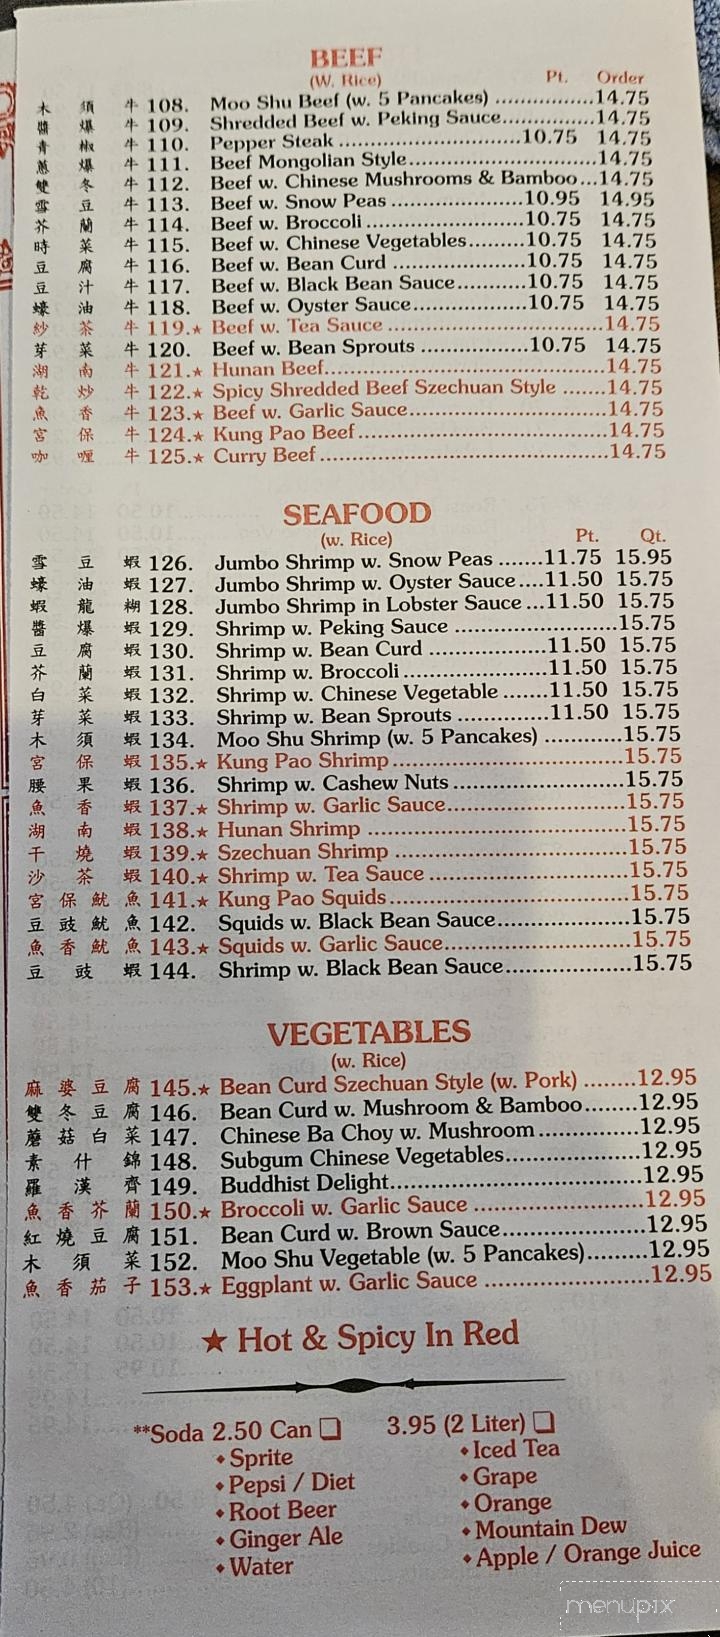 BEEF
(W. Rice) Pt. Order
木須牛 108. Moo Shu Beef (w. 5 Pancakes) ................14.75
醬爆牛 109. Shredded Beef w. Peking Sauce...............14.75
青椒牛 110. Pepper Steak ..............................10.75 14.75
蔥爆牛 111. Beef Mongolian Style...............................14.75
雙冬牛 112. Beef w. Chinese Mushrooms & Bamboo...14.75
雪豆牛 113. Beef w. Snow Peas ......................10.95 14.95
芥蘭牛 114. Beef w. Broccoli ...........................10.75 14.75
時菜牛 115. Beef w. Chinese Vegetables.........10.75 14.75
豆腐牛 116. Beef w. Bean Curd ......................10.75 14.75
豆汁牛 117. Beef w. Black Bean Sauce...........10.75 14.75
蠔油牛 118. Beef w. Oyster Sauce..................10.75 14.75
紗茶牛 119.★ Beef w. Tea Sauce ...................................14.75
芽菜牛 120. Beef w. Bean Sprouts ..................10.75 14.75
湖南牛 121.★ Hunan Beef.............................................14.75
乾炒牛 122.★ Spicy Shredded Beef Szechuan Style .......14.75
魚香牛 123.★ Beef w. Garlic Sauce................................14.75
宮保牛 124.★ Kung Pao Beef........................................14.75
咖喱牛 125.★ Curry Beef..............................................14.75
SEAFOOD
(w. Rice) Pt. Qt.
雪豆蝦 126. Jumbo Shrimp w. Snow Peas .......11.75 15.95
蠔油蝦 127. Jumbo Shrimp w. Oyster Sauce....11.50 15.75
蝦龍糊 128. Jumbo Shrimp in Lobster Sauce ...11.50 15.75
醬爆蝦 129. Shrimp w. Peking Sauce ..........................15.75
豆腐蝦 130. Shrimp w. Bean Curd ...................11.50 15.75
芥蘭蝦 131. Shrimp w. Broccoli.......................11.50 15.75
白菜蝦 132. Shrimp w. Chinese Vegetable .......11.50 15.75
芽菜蝦 133. Shrimp w. Bean Sprouts ..............11.50 15.75
木須蝦 134. Moo Shu Shrimp (w. 5 Pancakes) ............15.75
宮保蝦 135.★ Kung Pao Shrimp...................................15.75
腰果蝦 136. Shrimp w. Cashew Nuts..........................15.75
魚香蝦 137.★ Shrimp w. Garlic Sauce...........................15.75
湖南蝦 138.★ Hunan Shrimp .......................................15.75
干燒蝦 139.★ Szechuan Shrimp ...................................15.75
沙茶蝦 140.★ Shrimp w. Tea Sauce ..............................15.75
宮保魷魚 141.★ Kung Pao Squids.....................................15.75
豆豉魷魚 142. Squids w. Black Bean Sauce....................15.75
魚香魷魚 143.★ Squids w. Garlic Sauce............................15.75
豆豉蝦 144. Shrimp w. Black Bean Sauce...................15.75
VEGETABLES
(w. Rice)
麻婆豆腐 145.★ Bean Curd Szechuan Style (w. Pork) ........12.95
雙冬豆腐 146. Bean Curd w. Mushroom & Bamboo........12.95
蘑菇白菜 147. Chinese Ba Choy w. Mushroom...............12.95
素什錦 148. Subgum Chinese Vegetables....................12.95
羅漢齊 149. Buddhist Delight.....................................12.95
魚香芥蘭 150.★ Broccoli w. Garlic Sauce .........................12.95
紅燒豆腐 151. Bean Curd w. Brown Sauce.....................12.95
木須菜 152. Moo Shu Vegetable (w. 5 Pancakes).........12.95
魚香茄子 153.★ Eggplant w. Garlic Sauce ........................12.95
★ Hot & Spicy In Red
**Soda 2.50 Can ❏ 3.95 (2 Liter) ❏
◆ Sprite
◆ Pepsi / Diet
◆ Root Beer
◆ Ginger Ale
◆ Water
◆ Iced Tea
◆ Grape
◆ Orange
◆ Mountain Dew
◆ Apple / Orange Juice
menupix